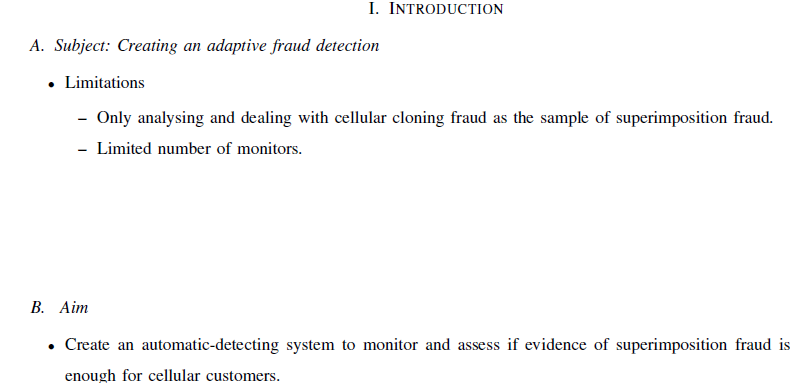 I. INTRODUCTION
A. Subject: Creating an adaptive fraud detection
• Limitations
– Only analysing and dealing with cellular cloning fraud as the sample of superimposition fraud.
– Limited number of monitors.
B. Aim
• Create an automatic-detecting system to monitor and assess if evidence of superimposition fraud is
enough for cellular customers.